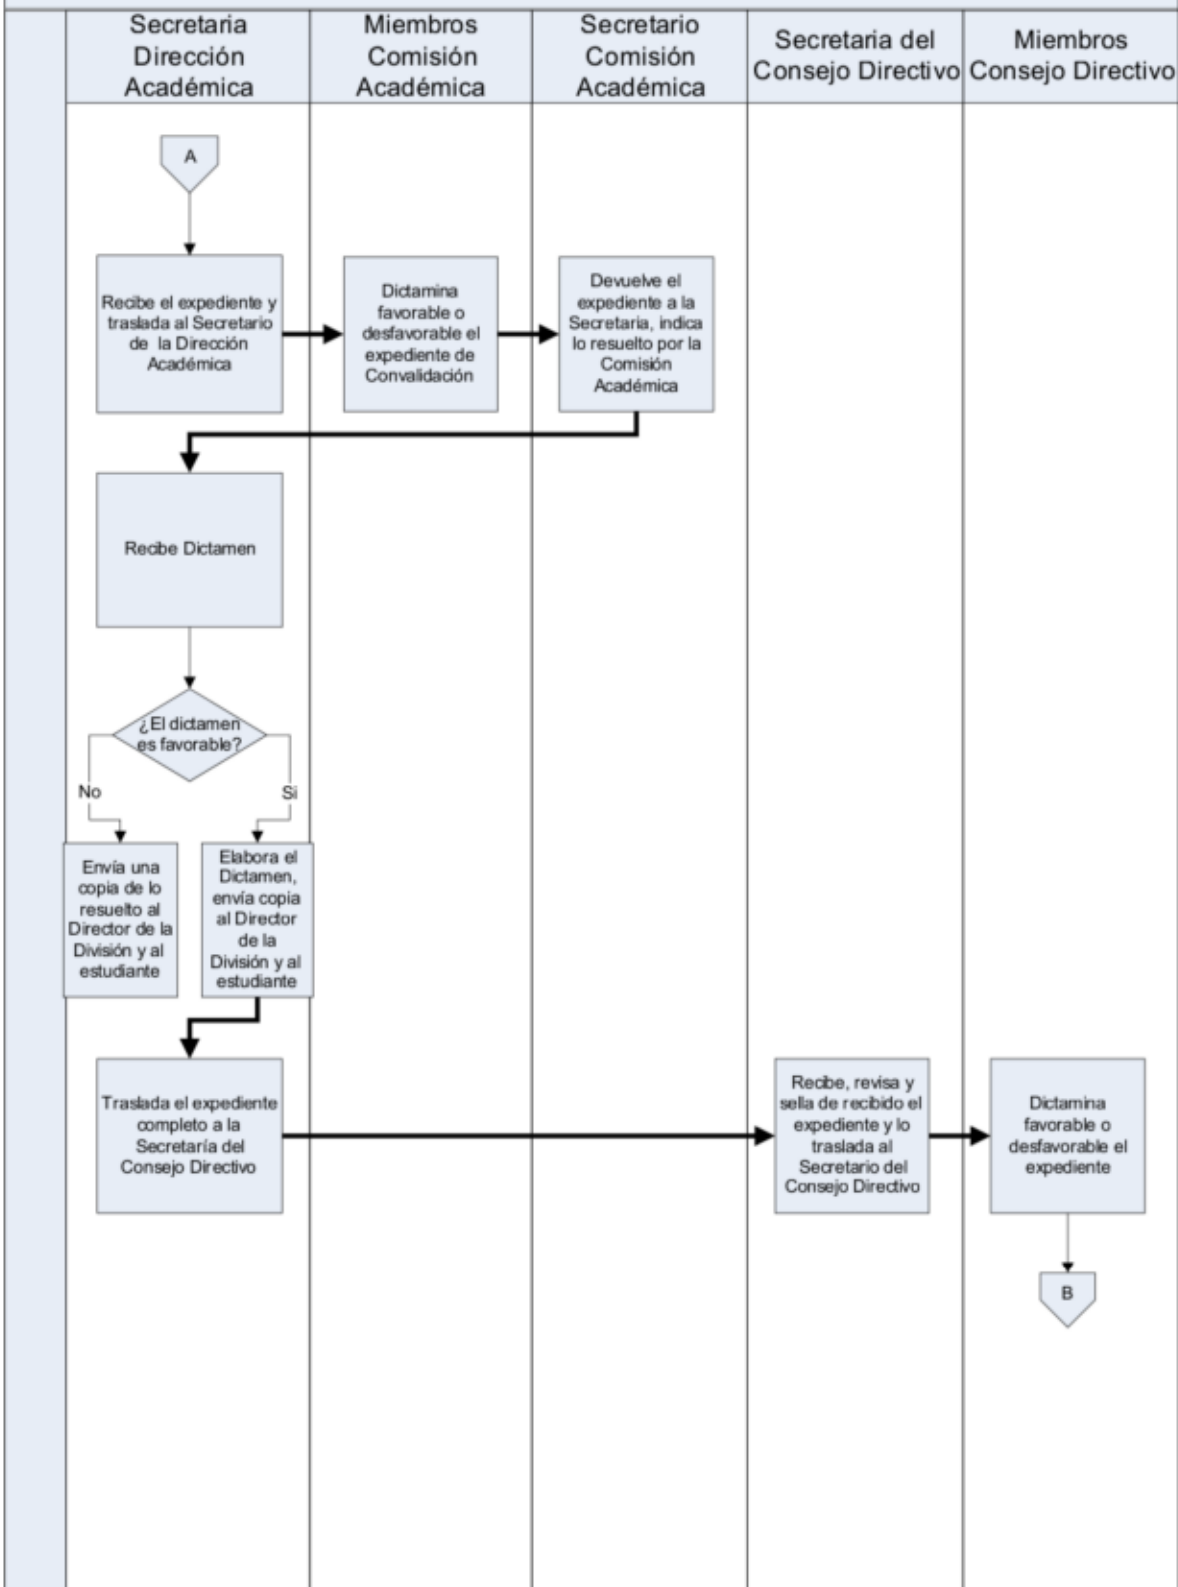 Secretaria
Dirección
Académica
Miembros
Comisión
Académica
Secretario
Comisión
Académica
Secretaria del
Consejo Directivo
Miembros
Consejo Directivo
A
Recibe el expediente y
traslada al Secretario
de la Dirección
Académica
Dictamina
favorable o
desfavorable el
expediente de
Convalidación
Devuelve el
expediente a la
Secretaria, indica
lo resuelto por la
Comisión
Académica
Recibe Dictamen
¿El dictamen
es favorable?
No
Si
Envía una
copia de lo
resuelto al
Director de la
División y al
estudiante
Elabora el
Dictamen,
envía copia
al Director
de la
División y al
estudiante
Traslada el expediente
completo a la
Secretaría del
Consejo Directivo
Recibe, revisa y
sella de recibido el
expediente y lo
traslada al
Secretario del
Consejo Directivo
Dictamina
favorable o
desfavorable el
expediente
B